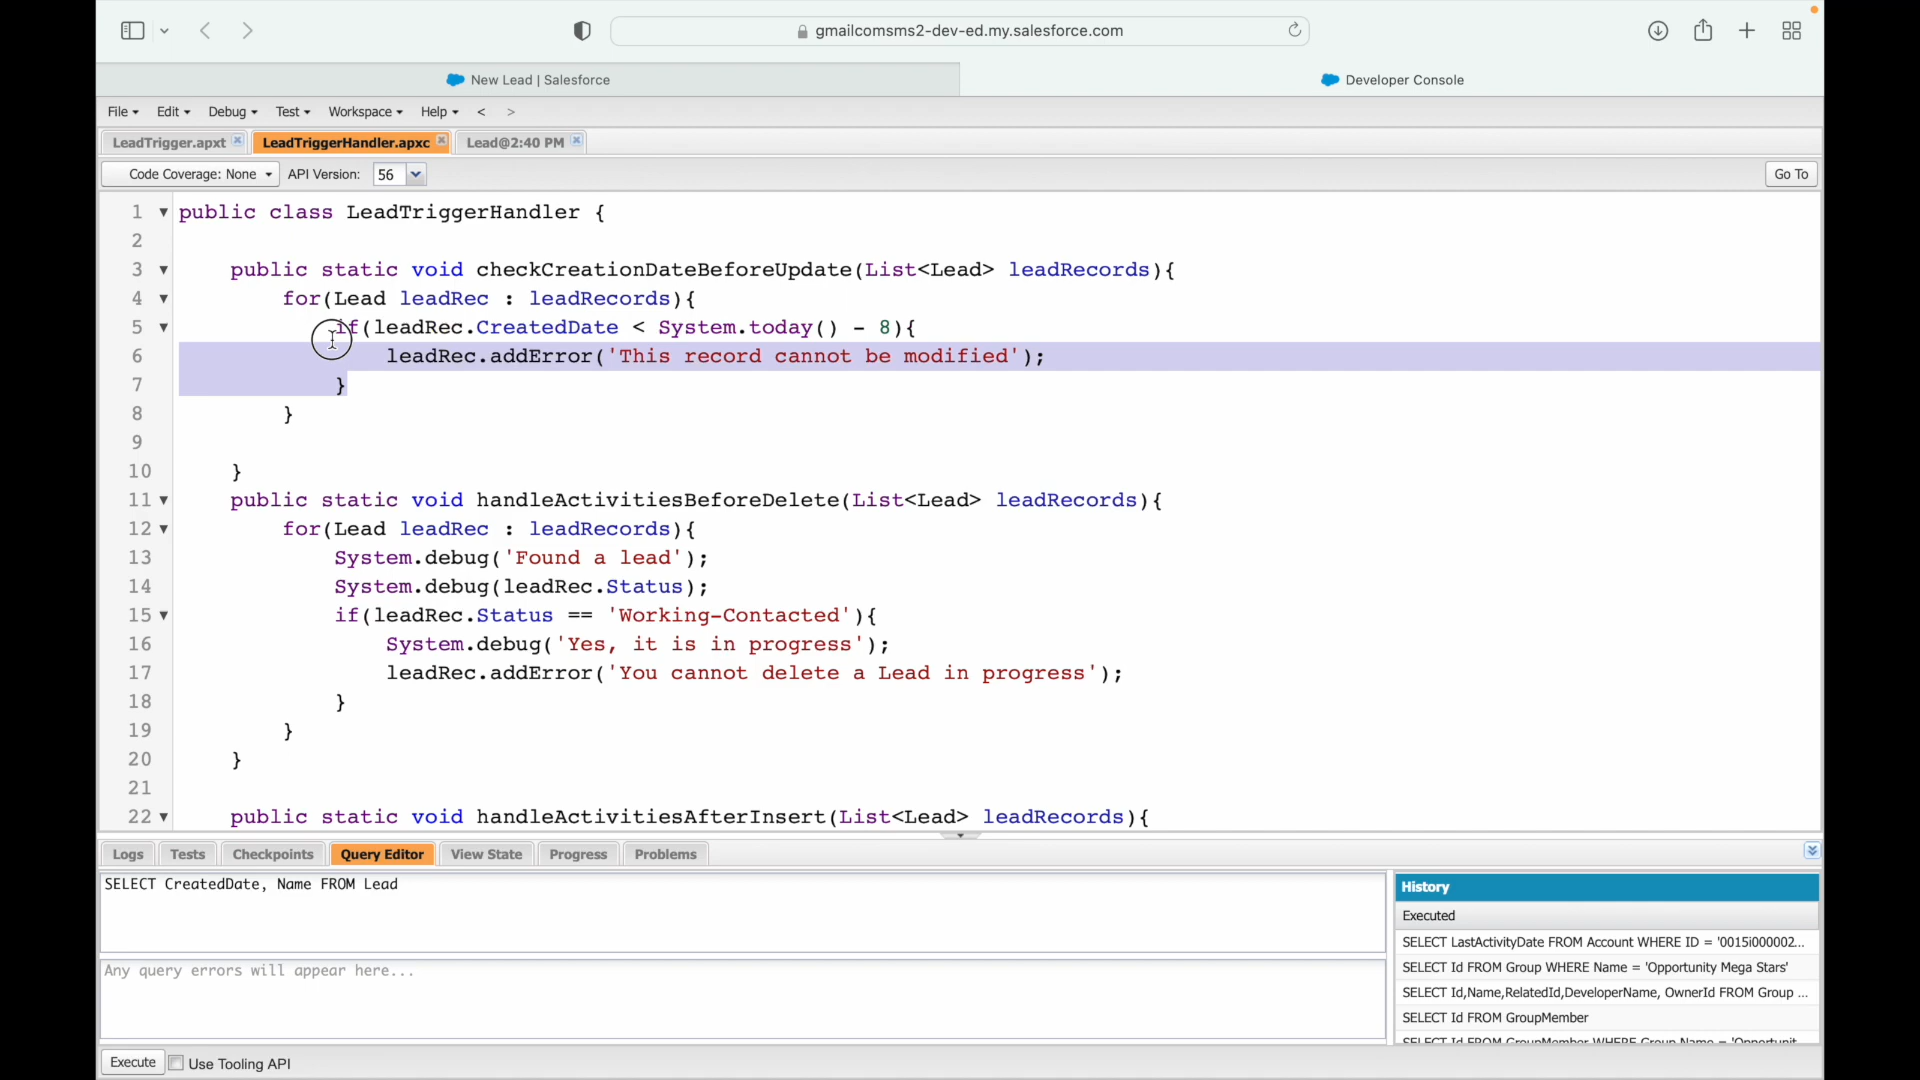 gmailcomsms2-dev-ed.my.salesforce.com
New Lead | Salesforce
Developer Console
File Edit Debug Test Workspace Help < >
LeadTrigger.apxt LeadTriggerHandler.apxc Lead@2:40 PM
Code Coverage: None API Version: 56 Go To
1 public class LeadTriggerHandler {
2
3 public static void checkCreationDateBeforeUpdate(List<Lead> leadRecords){
4 for(Lead leadRec : leadRecords){
5 if(leadRec.CreatedDate < System.today() - 8){
6 leadRec.addError('This record cannot be modified');
7 }
8 }
9
10 }
11 public static void handleActivitiesBeforeDelete(List<Lead> leadRecords){
12 for(Lead leadRec : leadRecords){
13 System.debug('Found a lead');
14 System.debug(leadRec.Status);
15 if(leadRec.Status == 'Working-Contacted'){
16 System.debug('Yes, it is in progress');
17 leadRec.addError('You cannot delete a Lead in progress');
18 }
19 }
20 }
21
22 public static void handleActivitiesAfterInsert(List<Lead> leadRecords){
Logs Tests Checkpoints Query Editor View State Progress Problems
SELECT CreatedDate, Name FROM Lead
Any query errors will appear here...
History
Executed
SELECT LastActivityDate FROM Account WHERE ID = '0015i000002...
SELECT Id FROM Group WHERE Name = 'Opportunity Mega Stars'
SELECT Id,Name,RelatedId,DeveloperName, OwnerId FROM Group ...
SELECT Id FROM GroupMember
SELECT Id FROM GroupMember WHERE Group.Name = 'Opportunit...
Execute Use Tooling API